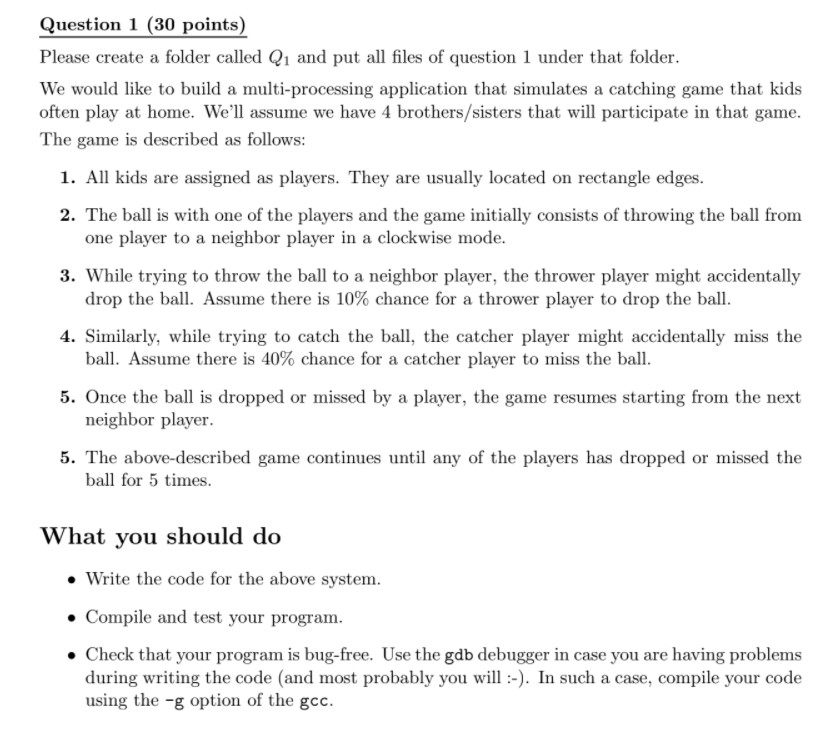 Question 1 (30 points)
Please create a folder called Q1 and put all files of question 1 under that folder.
We would like to build a multi-processing application that simulates a catching game that kids
often play at home. We'll assume we have 4 brothers/sisters that will participate in that game.
The game is described as follows:
1. All kids are assigned as players. They are usually located on rectangle edges.
2. The ball is with one of the players and the game initially consists of throwing the ball from
one player to a neighbor player in a clockwise mode.
3. While trying to throw the ball to a neighbor player, the thrower player might accidentally
drop the ball. Assume there is 10% chance for a thrower player to drop the ball.
4. Similarly, while trying to catch the ball, the catcher player might accidentally miss the
ball. Assume there is 40% chance for a catcher player to miss the ball.
5. Once the ball is dropped or missed by a player, the game resumes starting from the next
neighbor player.
5. The above-described game continues until any of the players has dropped or missed the
ball for 5 times.
What you should do
• Write the code for the above system.
• Compile and test your program.
• Check that your program is bug-free. Use the gdb debugger in case you are having problems
during writing the code (and most probably you will :-). In such a case, compile your code
using the -g option of the gcc.